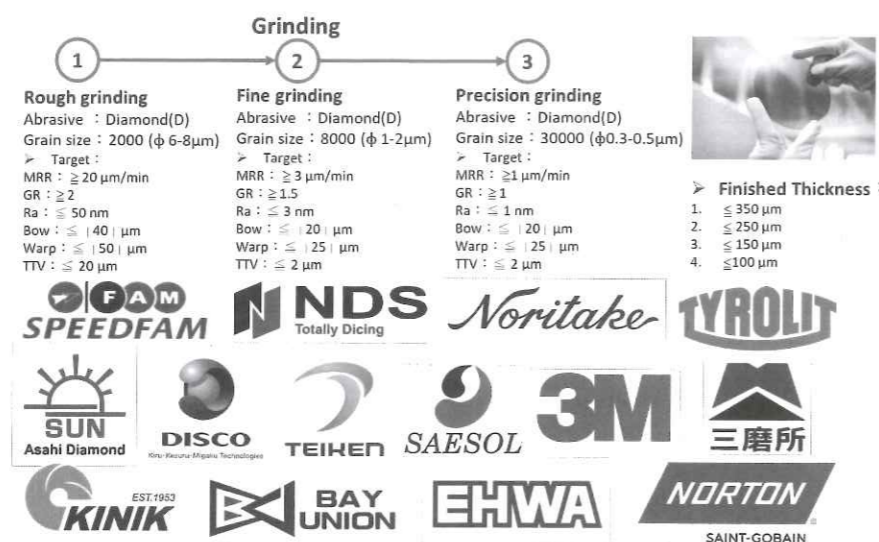 Grinding
1
2
3
Rough grinding
Abrasive ：Diamond(D)
Grain size：2000 (ϕ 6-8μm)
➢ Target：
MRR：≧20 μm/min
GR：≧2
Ra：≦ 50 nm
Bow：≦ |40| μm
Warp：≦ |50| μm
TTV：≦ 20 μm
Fine grinding
Abrasive ：Diamond(D)
Grain size：8000 (ϕ 1-2μm)
➢ Target：
MRR：≧3 μm/min
GR：≧1.5
Ra：≦ 3 nm
Bow：≦ |20| μm
Warp：≦ |25| μm
TTV：≦ 2 μm
Precision grinding
Abrasive ：Diamond(D)
Grain size：30000 (ϕ0.3-0.5μm)
➢ Target：
MRR：≧1 μm/min
GR：≧1
Ra：≦ 1 nm
Bow：≦ |20| μm
Warp：≦ |25| μm
TTV：≦ 2 μm
➢ Finished Thickness：
1. ≦350 μm
2. ≦250 μm
3. ≦150 μm
4. ≦100 μm
FAM
SPEEDFAM
NDS
Totally Dicing
Noritake
TYROLIT
SUN
Asahi Diamond
DISCO
Kiru･Kezuru･Migaku Technologies
TEIKEN
SAESOL
3M
三磨所
EST.1953
KINIK
BAY
UNION
EHWA
NORTON
SAINT-GOBAIN